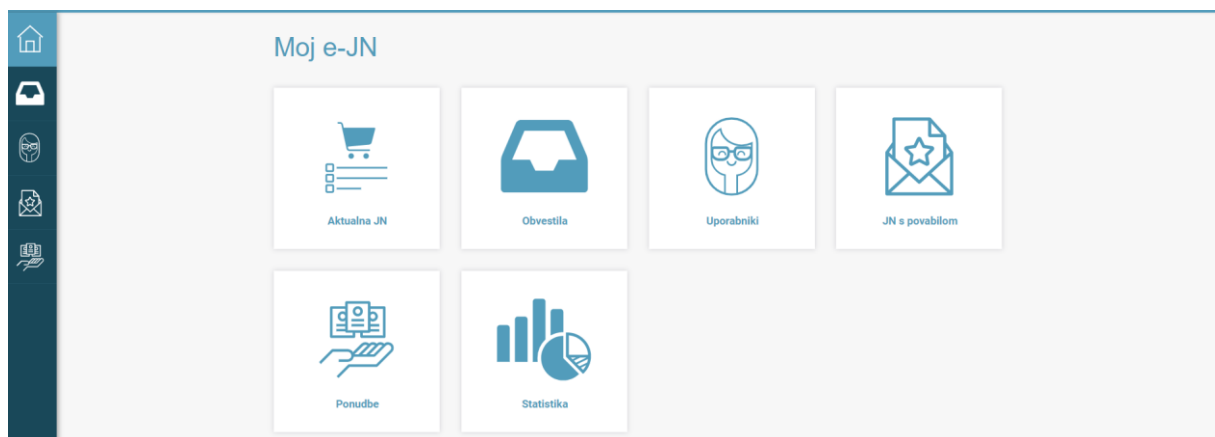 Moj e-JN
Aktualna JN
Obvestila
Uporabniki
JN s povabilom
Ponudbe
Statistika